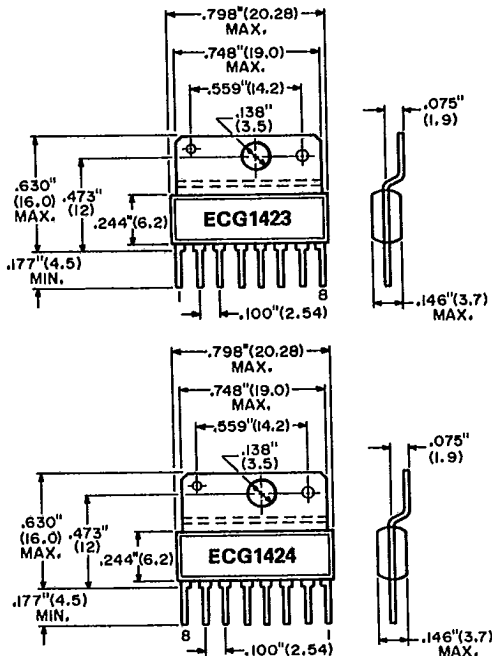 .798"(20.28)
MAX.
.748"(19.0)
MAX.
.559"(14.2)
.138"
(3.5)
.075"
(1.9)
.630"
(16.0)
MAX.
.473"
(12)
.244"(6.2)
ECG1423
.177"(4.5)
MIN.
1
8
.100"(2.54)
.146"(3.7)
MAX.
.798"(20.28)
MAX.
.748"(19.0)
MAX.
.559"(14.2)
.138"
(3.5)
.075"
(1.9)
.630"
(16.0)
MAX.
.473"
(12)
.244"(6.2)
ECG1424
.177"(4.5)
MIN.
8
1
.100"(2.54)
.146"(3.7)
MAX.